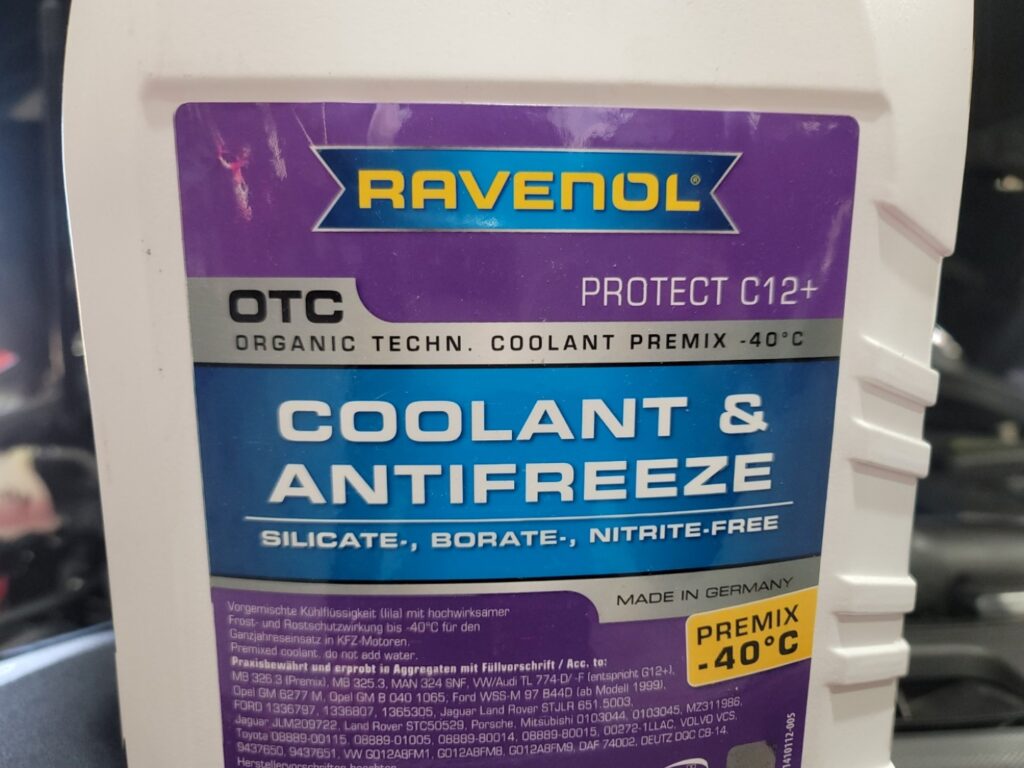 RAVENOL®
PROTECT C12+
OTC
ORGANIC TECHN. COOLANT PREMIX -40°C
COOLANT &
ANTIFREEZE
SILICATE-, BORATE-, NITRITE-FREE
MADE IN GERMANY
PREMIX
-40°C
Vorgemischte Kühlflüssigkeit (lila) mit hochwirksamer
Frost- und Rostschutzwirkung bis -40°C für den
Ganzjahreseinsatz in KFZ-Motoren.
Premixed coolant, do not add water.
Praxisbewährt und erprobt in Aggregaten mit Füllvorschrift / Acc. to:
MB 326.3 (Premix), MB 325.3, MAN 324 SNF, VW/Audi TL 774-D/ -F (entspricht G12+),
Opel GM 6277 M, Opel GM B 040 1065, Ford WSS-M 97 B44D (ab Modell 1999),
FORD 1336797, 1336807, 1365305, Jaguar Land Rover STJLR 651.5003,
Jaguar JLM209722, Land Rover STC50529, Porsche, Mitsubishi 0103044, 0103045, MZ311986,
Toyota 08889-00115, 08889-01005, 08889-80014, 08889-80015, 00272-1LLAC, VOLVO VCS,
9437650, 9437651, VW G012A8FM1, G012A8FM8, G012A8FM9, DAF 74002, DEUTZ DQC CB-14,
Herstellervorschriften beachten
1410112-005